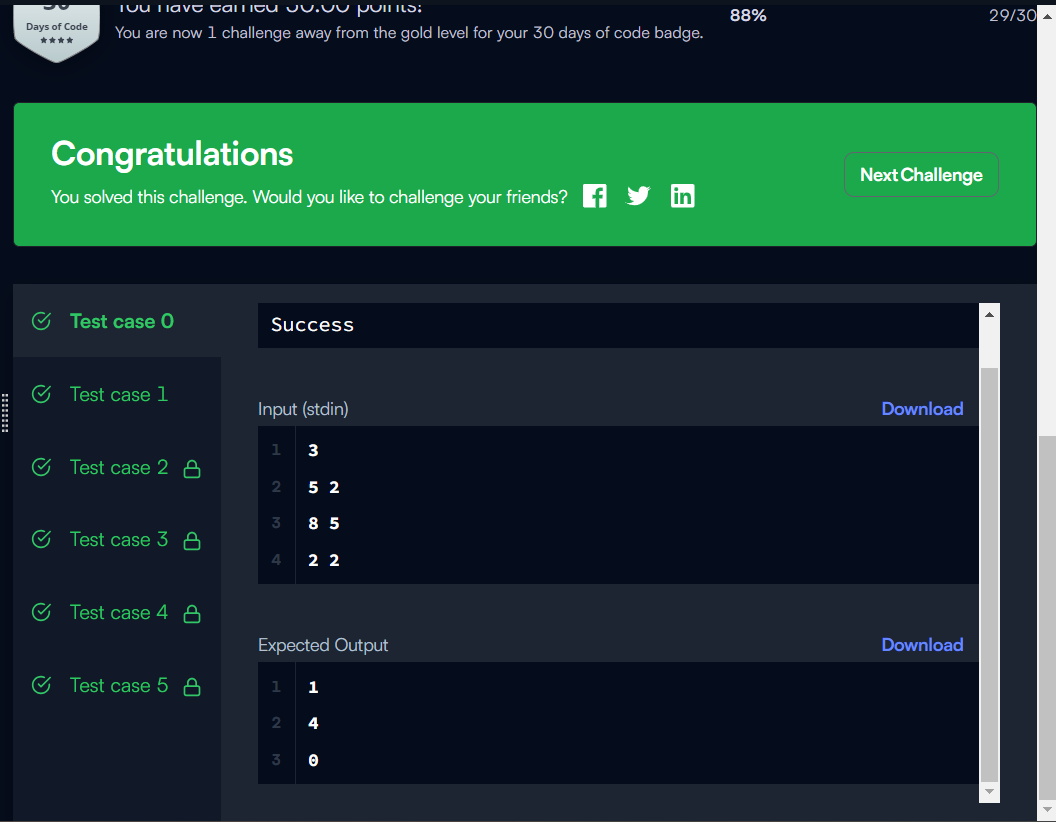 30
You have earned 30.00 points!
88%
29/30
Days of Code
You are now 1 challenge away from the gold level for your 30 days of code badge.
Congratulations
You solved this challenge. Would you like to challenge your friends?
Next Challenge
Test case 0
Test case 1
Test case 2
Test case 3
Test case 4
Test case 5
Success
Input (stdin)
Download
1 3
2 5 2
3 8 5
4 2 2
Expected Output
Download
1 1
2 4
3 0